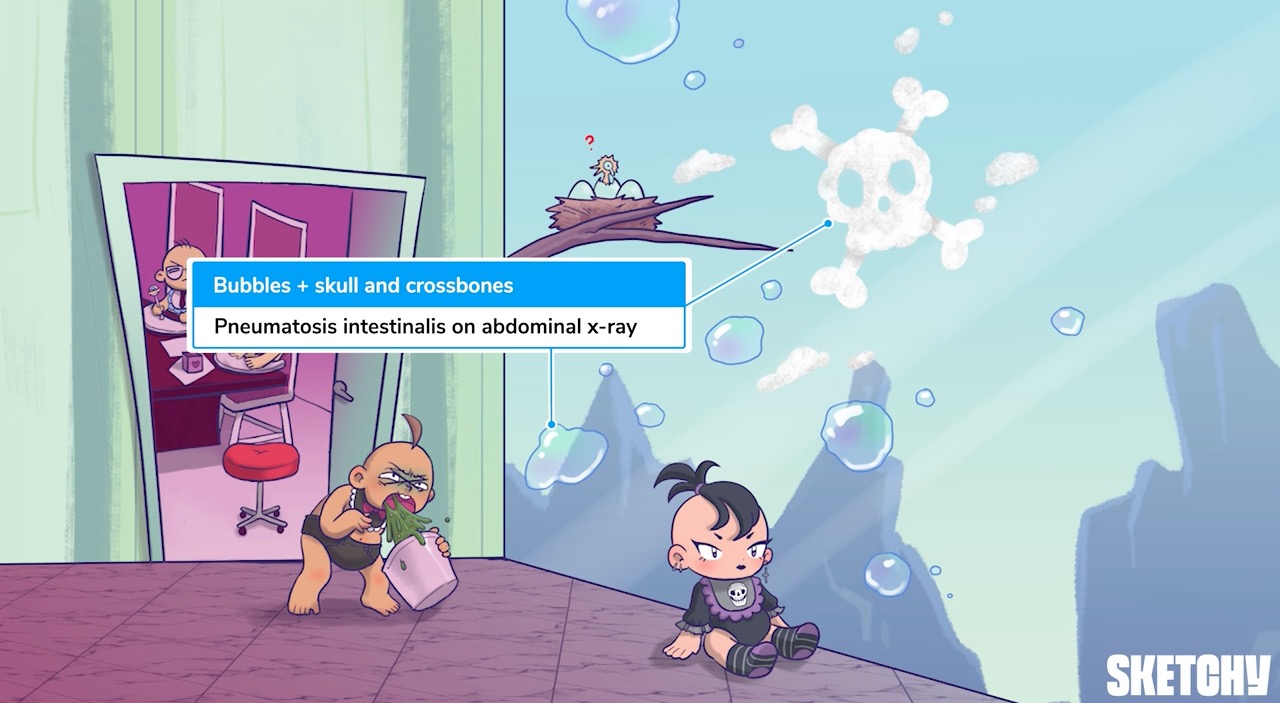 ?
Bubbles + skull and crossbones
Pneumatosis intestinalis on abdominal x-ray
SKETCHY